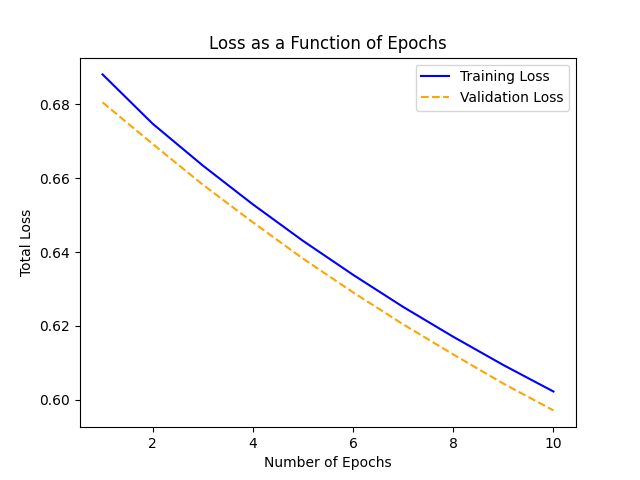 Loss as a Function of Epochs
Training Loss
Validation Loss
0.68
0.66
0.64
0.62
0.60
Total Loss
2 4 6 8 10
Number of Epochs